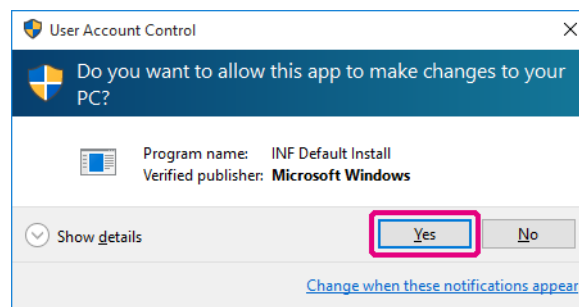 User Account Control
Do you want to allow this app to make changes to your
PC?
Program name: INF Default Install
Verified publisher: Microsoft Windows
Show details
Yes
No
Change when these notifications appear